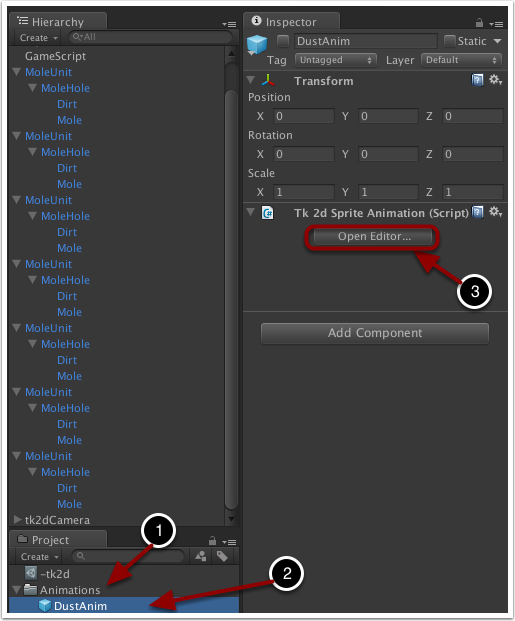 Hierarchy
Create
All
GameScript
MoleUnit
MoleHole
Dirt
Mole
MoleUnit
MoleHole
Dirt
Mole
MoleUnit
MoleHole
Dirt
Mole
MoleUnit
MoleHole
Dirt
Mole
MoleUnit
MoleHole
Dirt
Mole
MoleUnit
MoleHole
Dirt
Mole
MoleUnit
MoleHole
Dirt
Mole
tk2dCamera
1
Project
Create
-tk2d
Animations
2
DustAnim
Inspector
DustAnim Static
Tag Untagged Layer Default
Transform
Position
X 0 Y 0 Z 0
Rotation
X 0 Y 0 Z 0
Scale
X 1 Y 1 Z 1
C# Tk 2d Sprite Animation (Script)
Open Editor...
3
Add Component